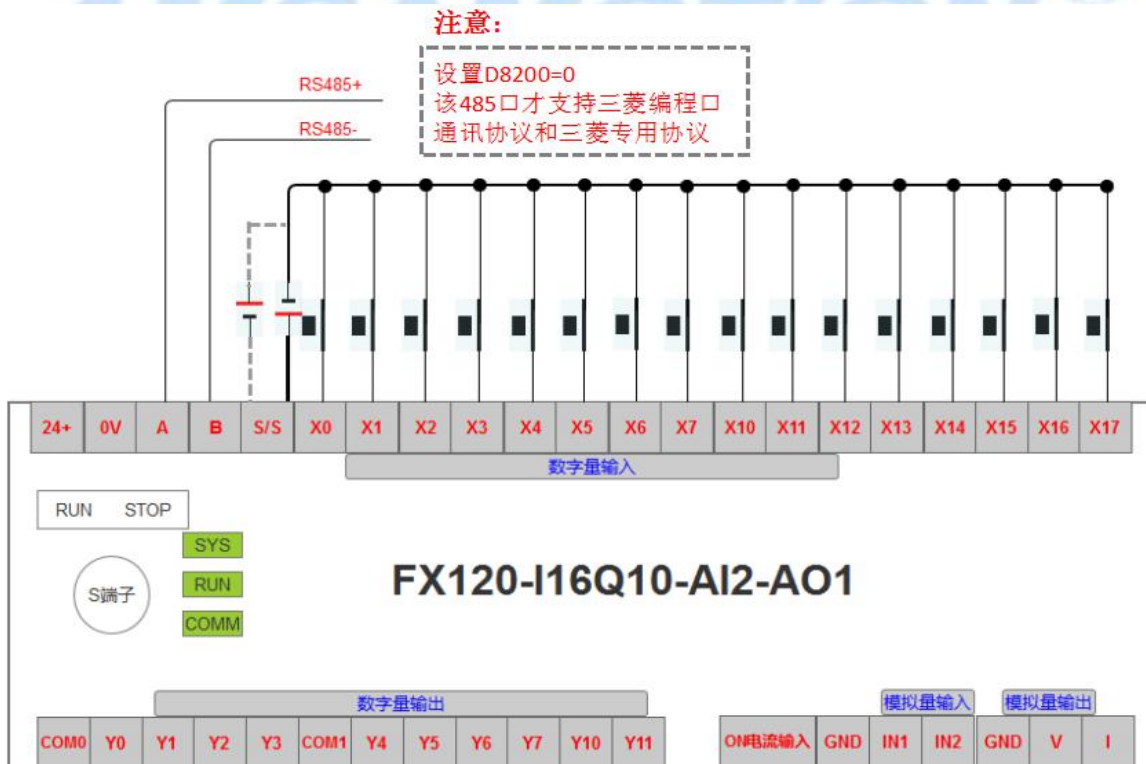 注意：
设置D8200=0
该485口才支持三菱编程口
通讯协议和三菱专用协议
RS485+
RS485-
24+ 0V A B S/S X0 X1 X2 X3 X4 X5 X6 X7 X10 X11 X12 X13 X14 X15 X16 X17
数字量输入
RUN STOP
SYS
RUN
COMM
S端子
FX120-I16Q10-AI2-AO1
数字量输出 模拟量输入 模拟量输出
COM0 Y0 Y1 Y2 Y3 COM1 Y4 Y5 Y6 Y7 Y10 Y11 ON电流输入 GND IN1 IN2 GND V I